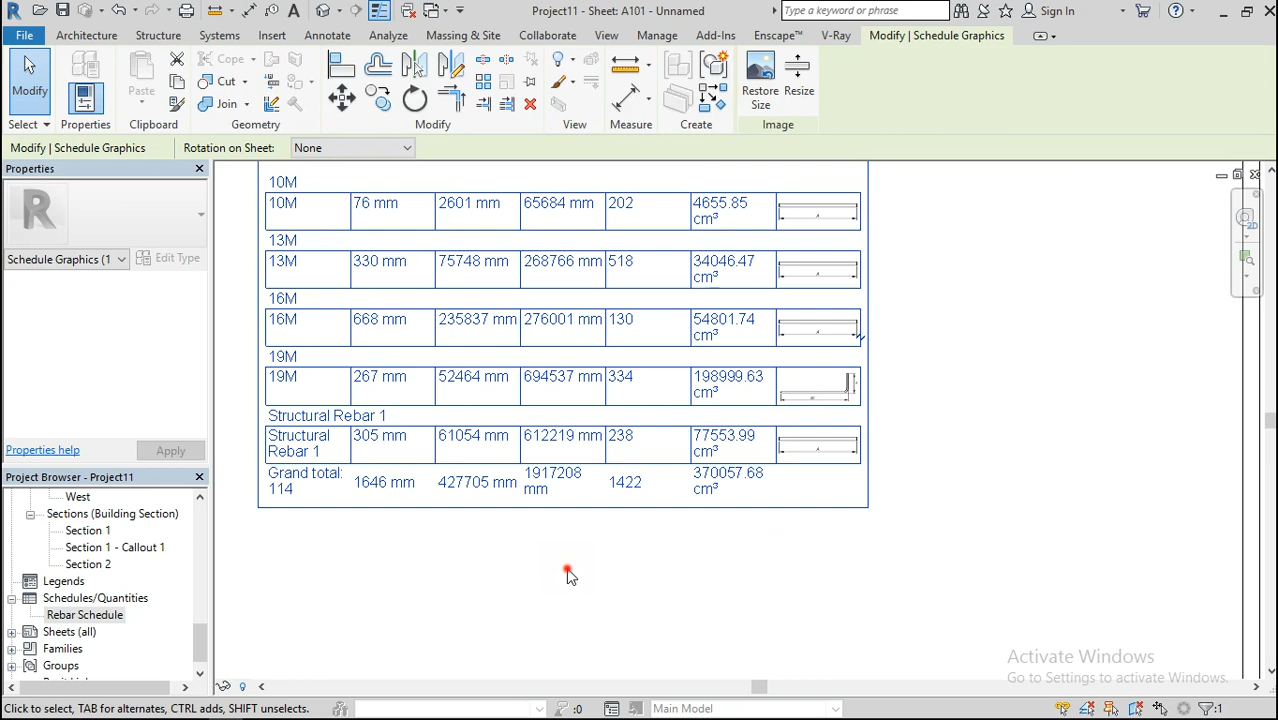 Project11 - Sheet: A101 - Unnamed
Type a keyword or phrase
Sign In
File Architecture Structure Systems Insert Annotate Analyze Massing & Site Collaborate View Manage Add-Ins Enscape™ V-Ray Modify | Schedule Graphics
Modify
Paste
Cope
Cut
Join
Restore Size
Resize
Select Properties Clipboard Geometry Modify View Measure Create Image
Modify | Schedule Graphics Rotation on Sheet: None
Properties
Schedule Graphics (1 Edit Type
Properties help Apply
Project Browser - Project11
West
Sections (Building Section)
Section 1
Section 1 - Callout 1
Section 2
Legends
Schedules/Quantities
Rebar Schedule
Sheets (all)
Families
Groups
10M
10M 76 mm 2601 mm 65684 mm 202 4655.85 cm³
13M
13M 330 mm 75748 mm 268766 mm 518 34046.47 cm³
16M
16M 668 mm 235837 mm 276001 mm 130 54801.74 cm³
19M
19M 267 mm 52464 mm 694537 mm 334 198999.63 cm³
Structural Rebar 1
Structural Rebar 1 305 mm 61054 mm 612219 mm 238 77553.99 cm³
Grand total: 114 1646 mm 427705 mm 1917208 mm 1422 370057.68 cm³
2D
Activate Windows
Go to Settings to activate Windows.
Click to select, TAB for alternates, CTRL adds, SHIFT unselects. :0 Main Model :1